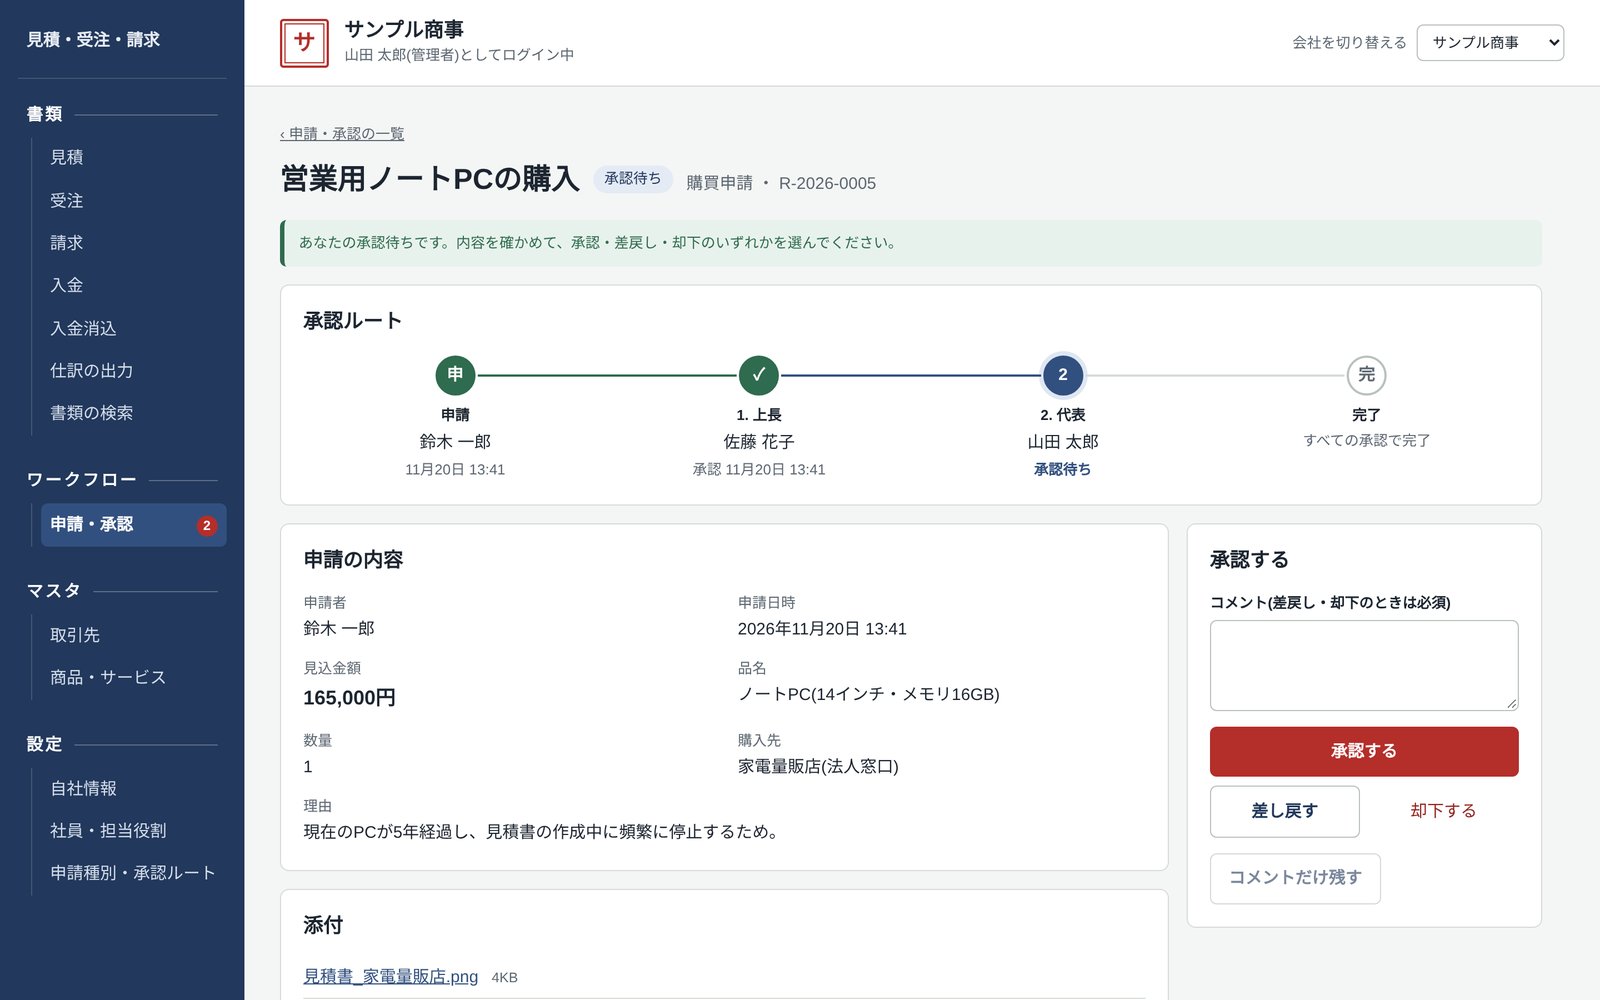 見積・受注・請求
書類
見積
受注
請求
入金
入金消込
仕訳の出力
書類の検索
ワークフロー
申請・承認 2
マスタ
取引先
商品・サービス
設定
自社情報
社員・担当役割
申請種別・承認ルート
サ
サンプル商事
山田 太郎(管理者)としてログイン中
会社を切り替える サンプル商事
‹ 申請・承認の一覧
営業用ノートPCの購入 承認待ち 購買申請 ・ R-2026-0005
あなたの承認待ちです。内容を確かめて、承認・差戻し・却下のいずれかを選んでください。
承認ルート
申 ✓ 2 完
申請 1. 上長 2. 代表 完了
鈴木 一郎 佐藤 花子 山田 太郎 すべての承認で完了
11月20日 13:41 承認 11月20日 13:41 承認待ち
申請の内容
申請者 申請日時
鈴木 一郎 2026年11月20日 13:41
見込金額 品名
165,000円 ノートPC(14インチ・メモリ16GB)
数量 購入先
1 家電量販店(法人窓口)
理由
現在のPCが5年経過し、見積書の作成中に頻繁に停止するため。
添付
見積書_家電量販店.png 4KB
承認する
コメント(差戻し・却下のときは必須)
承認する
差し戻す 却下する
コメントだけ残す